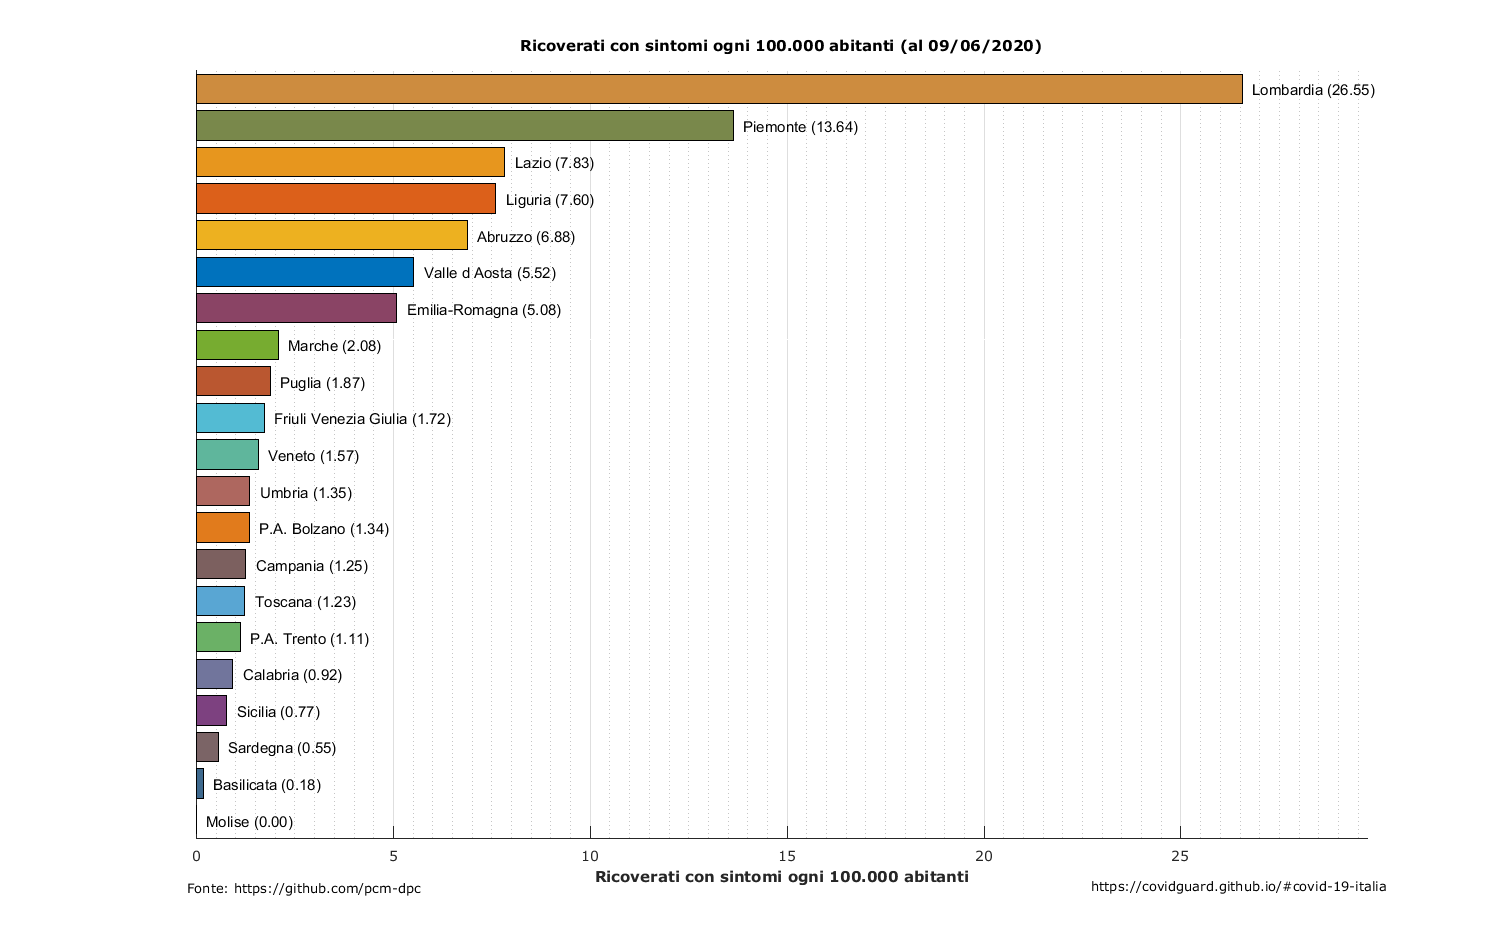 Ricoverati con sintomi ogni 100.000 abitanti (al 09/06/2020)
Lombardia (26.55)
Piemonte (13.64)
Lazio (7.83)
Liguria (7.60)
Abruzzo (6.88)
Valle d Aosta (5.52)
Emilia-Romagna (5.08)
Marche (2.08)
Puglia (1.87)
Friuli Venezia Giulia (1.72)
Veneto (1.57)
Umbria (1.35)
P.A. Bolzano (1.34)
Campania (1.25)
Toscana (1.23)
P.A. Trento (1.11)
Calabria (0.92)
Sicilia (0.77)
Sardegna (0.55)
Basilicata (0.18)
Molise (0.00)
0 5 10 15 20 25
Ricoverati con sintomi ogni 100.000 abitanti
Fonte: https://github.com/pcm-dpc
https://covidguard.github.io/#covid-19-italia